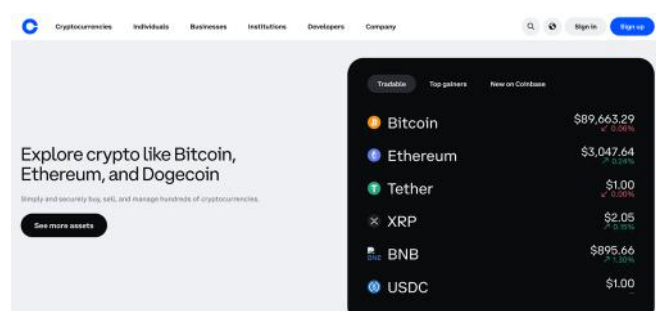 Cryptocurrencies Individuals Businesses Institutions Developers Company Sign in Sign up
Explore crypto like Bitcoin,
Ethereum, and Dogecoin
Simply and securely buy, sell, and manage hundreds of cryptocurrencies.
See more assets
Tradable Top gainers New on Coinbase
Bitcoin $89,663.29
↙ 0.06%
Ethereum $3,047.64
↗ 0.24%
Tether $1.00
↙ 0.00%
XRP $2.05
↗ 0.15%
BNB BNB $895.66
↗ 1.20%
USDC $1.00